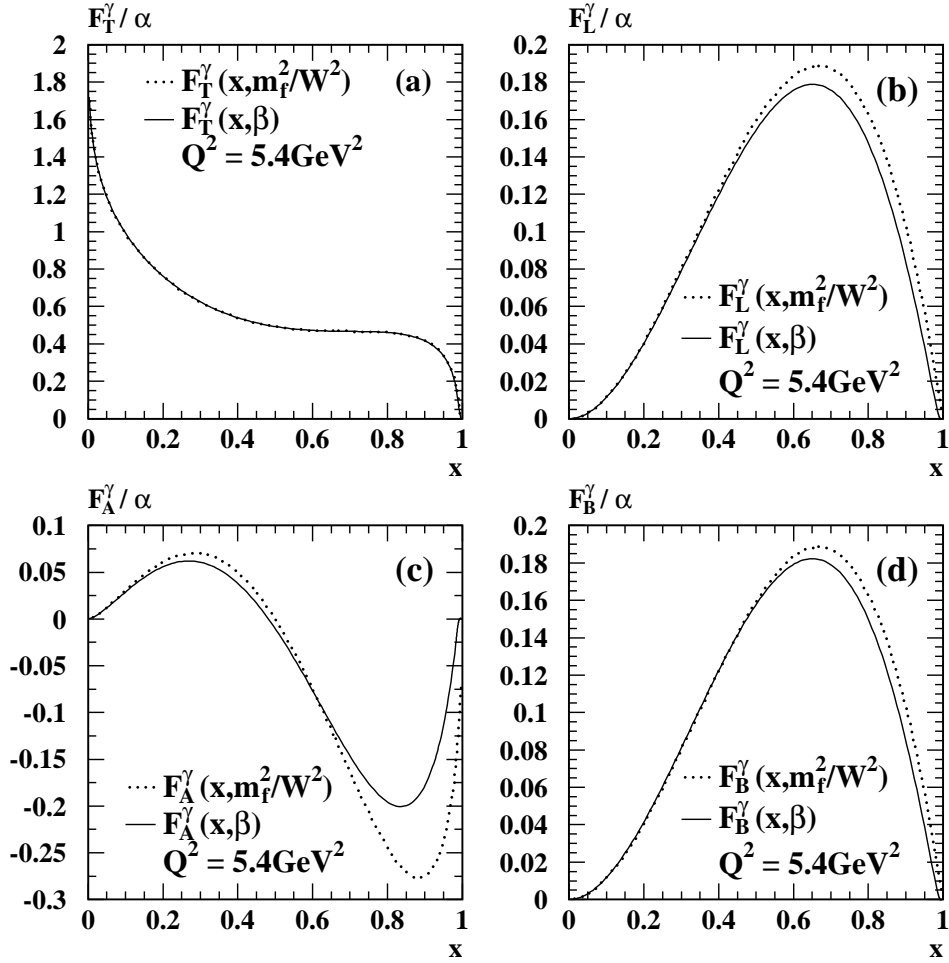 F_T^γ / α
2
1.8
1.6
1.4
1.2
1
0.8
0.6
0.4
0.2
0
0 0.2 0.4 0.6 0.8 1
x
F_T^γ (x,m_f^2/W^2)
F_T^γ (x,β)
Q^2 = 5.4GeV^2
(a)
F_L^γ / α
0.2
0.18
0.16
0.14
0.12
0.1
0.08
0.06
0.04
0.02
0
0 0.2 0.4 0.6 0.8 1
x
(b)
F_L^γ (x,m_f^2/W^2)
F_L^γ (x,β)
Q^2 = 5.4GeV^2
F_A^γ / α
0.1
0.05
0
-0.05
-0.1
-0.15
-0.2
-0.25
-0.3
0 0.2 0.4 0.6 0.8 1
x
(c)
F_A^γ (x,m_f^2/W^2)
F_A^γ (x,β)
Q^2 = 5.4GeV^2
F_B^γ / α
0.2
0.18
0.16
0.14
0.12
0.1
0.08
0.06
0.04
0.02
0
0 0.2 0.4 0.6 0.8 1
x
(d)
F_B^γ (x,m_f^2/W^2)
F_B^γ (x,β)
Q^2 = 5.4GeV^2